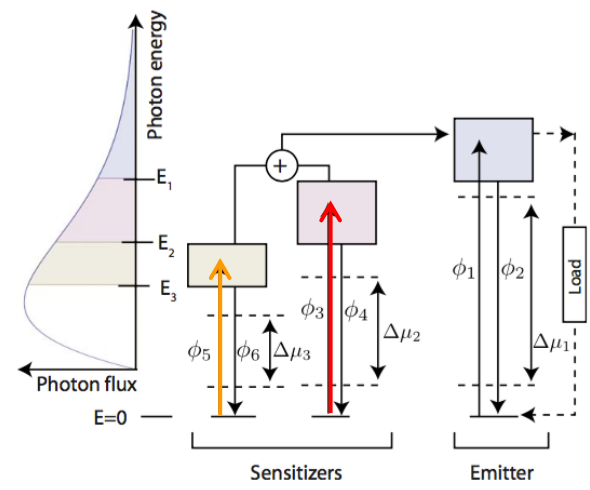 Photon energy
E₁
E₂
E₃
Photon flux
E=0
+
ϕ₅
ϕ₆
Δμ₃
ϕ₃
ϕ₄
Δμ₂
ϕ₁
ϕ₂
Δμ₁
Load
Sensitizers
Emitter